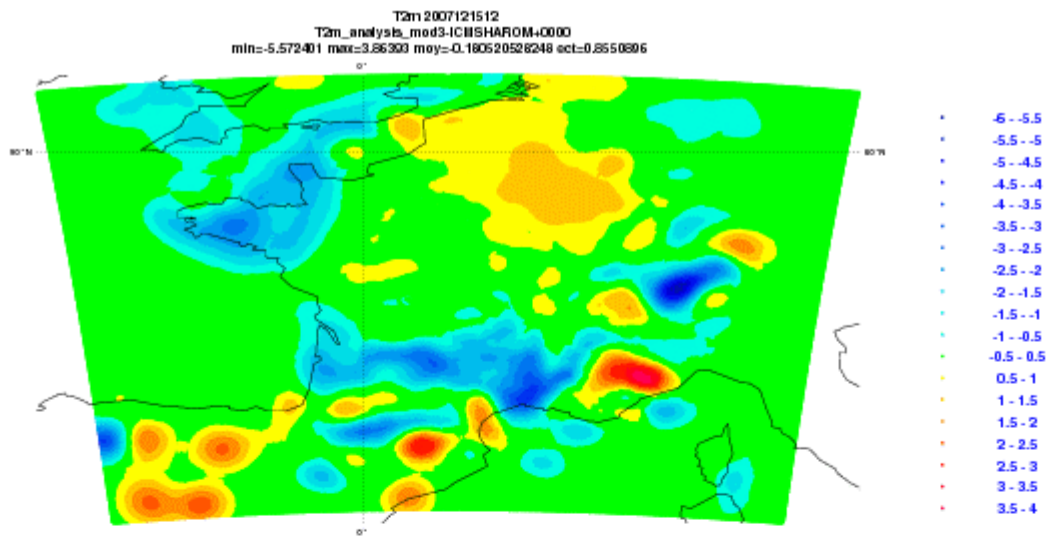 T2m 2007121512
T2m_analysis_mod3-ICMSHAROM+0000
min=-5.572401 max=3.86393 moy=-0.180520526248 ect=0.8550896
0°
60°N
60°N
-6 - -5.5
-5.5 - -5
-5 - -4.5
-4.5 - -4
-4 - -3.5
-3.5 - -3
-3 - -2.5
-2.5 - -2
-2 - -1.5
-1.5 - -1
-1 - -0.5
-0.5 - 0.5
0.5 - 1
1 - 1.5
1.5 - 2
2 - 2.5
2.5 - 3
3 - 3.5
3.5 - 4
0°